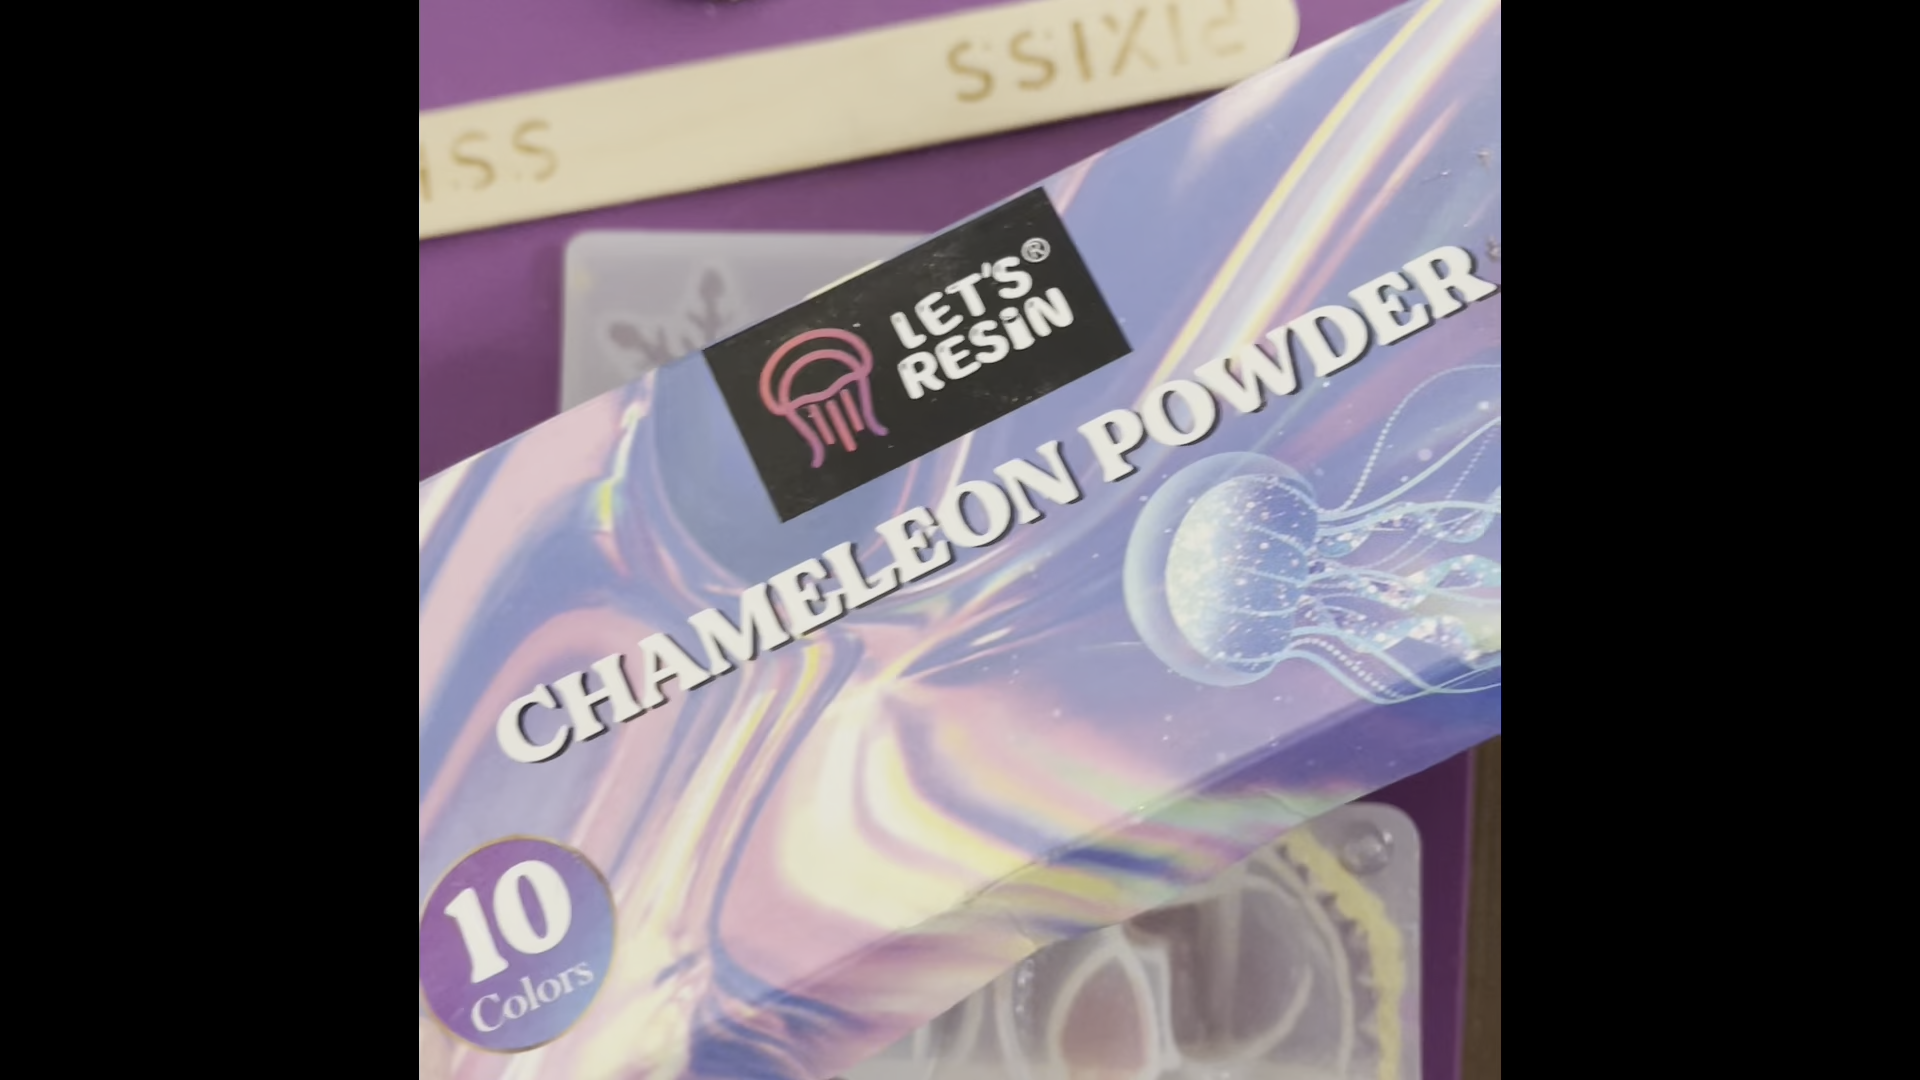 PIXISS
ISS
LET'S®
RESIN
CHAMELEON POWDER
10
Colors